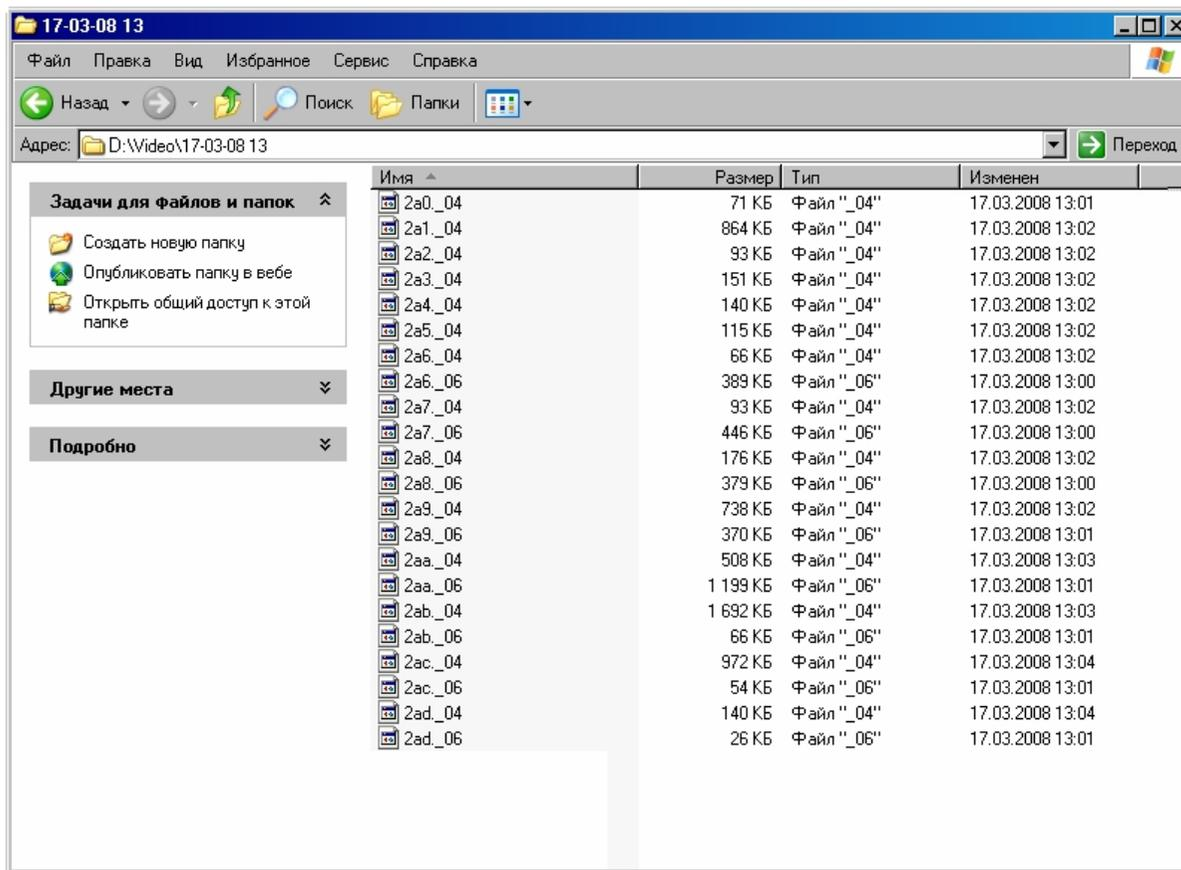 17-03-08 13
Файл Правка Вид Избранное Сервис Справка
Назад Поиск Папки
Адрес: D:\Video\17-03-08 13 Переход
Задачи для файлов и папок
Создать новую папку
Опубликовать папку в вебе
Открыть общий доступ к этой
папке
Другие места
Подробно
Имя Размер Тип Изменен
2a0._04 71 КБ Файл "_04" 17.03.2008 13:01
2a1._04 864 КБ Файл "_04" 17.03.2008 13:02
2a2._04 93 КБ Файл "_04" 17.03.2008 13:02
2a3._04 151 КБ Файл "_04" 17.03.2008 13:02
2a4._04 140 КБ Файл "_04" 17.03.2008 13:02
2a5._04 115 КБ Файл "_04" 17.03.2008 13:02
2a6._04 66 КБ Файл "_04" 17.03.2008 13:02
2a6._06 389 КБ Файл "_06" 17.03.2008 13:00
2a7._04 93 КБ Файл "_04" 17.03.2008 13:02
2a7._06 446 КБ Файл "_06" 17.03.2008 13:00
2a8._04 176 КБ Файл "_04" 17.03.2008 13:02
2a8._06 379 КБ Файл "_06" 17.03.2008 13:00
2a9._04 738 КБ Файл "_04" 17.03.2008 13:02
2a9._06 370 КБ Файл "_06" 17.03.2008 13:01
2aa._04 508 КБ Файл "_04" 17.03.2008 13:03
2aa._06 1 199 КБ Файл "_06" 17.03.2008 13:01
2ab._04 1 692 КБ Файл "_04" 17.03.2008 13:03
2ab._06 66 КБ Файл "_06" 17.03.2008 13:01
2ac._04 972 КБ Файл "_04" 17.03.2008 13:04
2ac._06 54 КБ Файл "_06" 17.03.2008 13:01
2ad._04 140 КБ Файл "_04" 17.03.2008 13:04
2ad._06 26 КБ Файл "_06" 17.03.2008 13:01